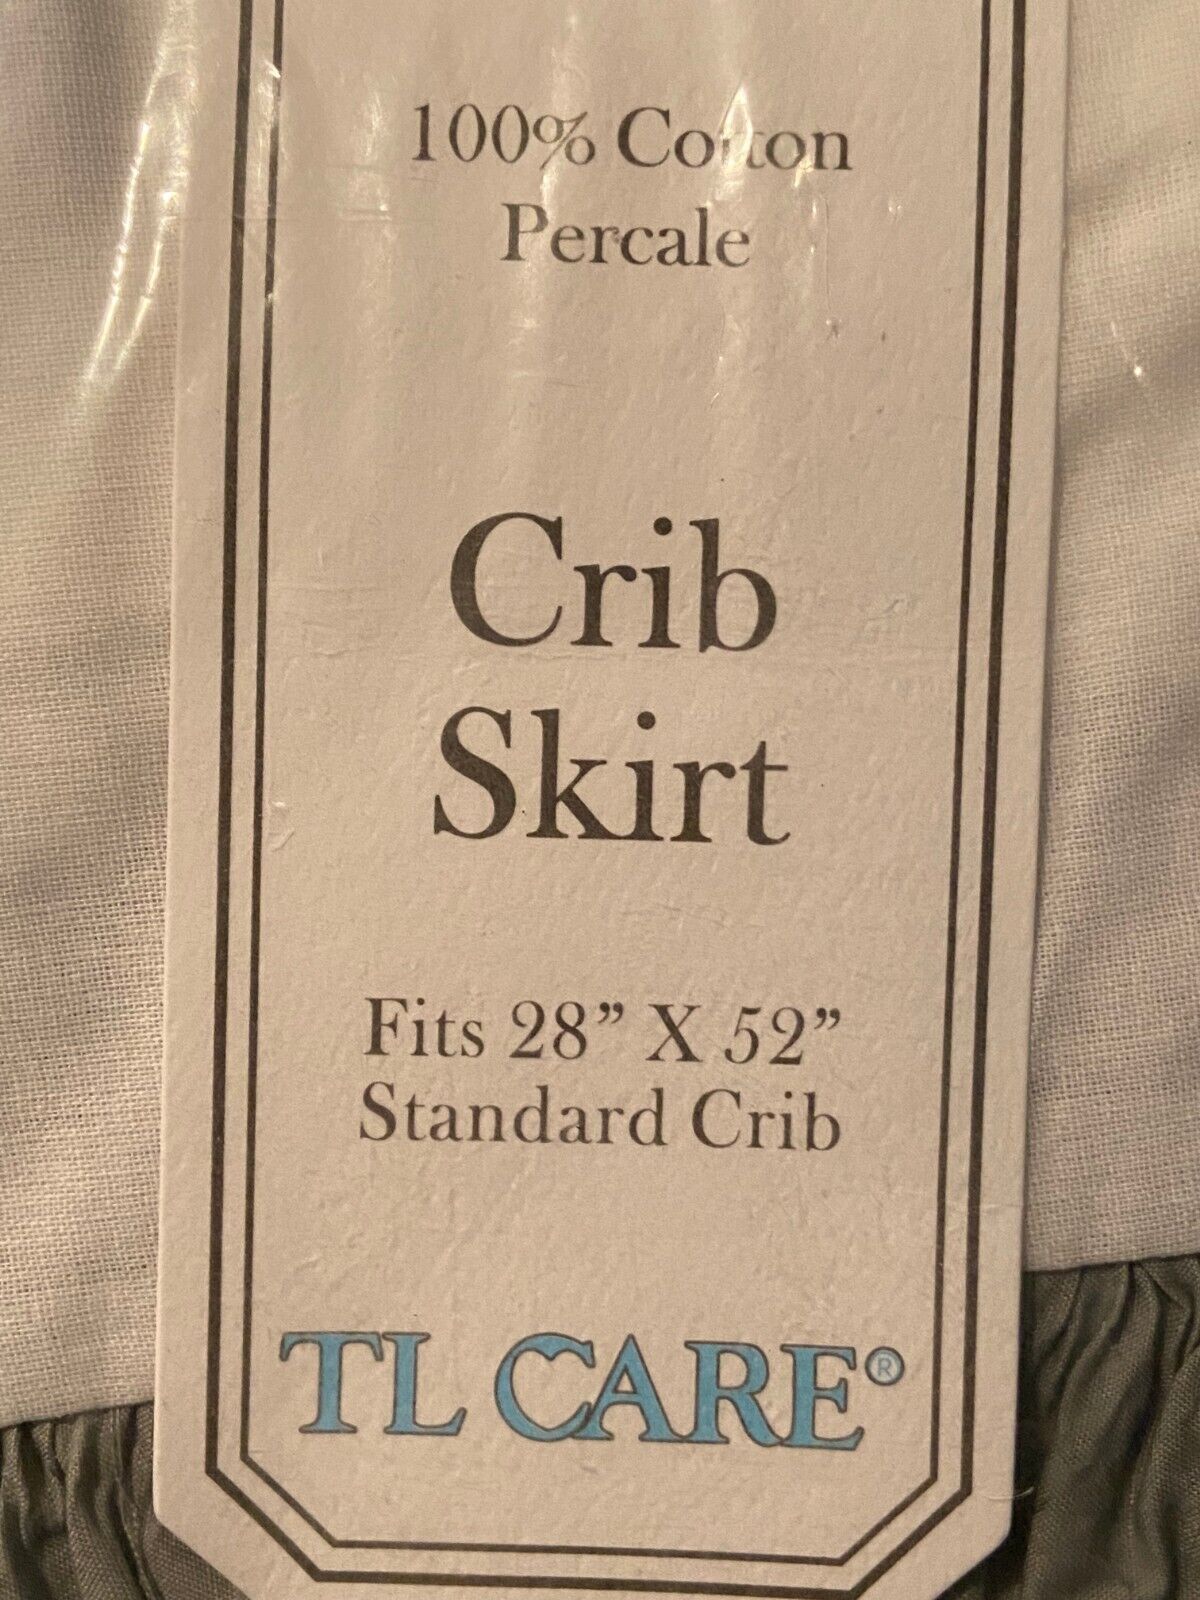 100% Cotton
Percale
Crib
Skirt
Fits 28” X 52”
Standard Crib
TL CARE®